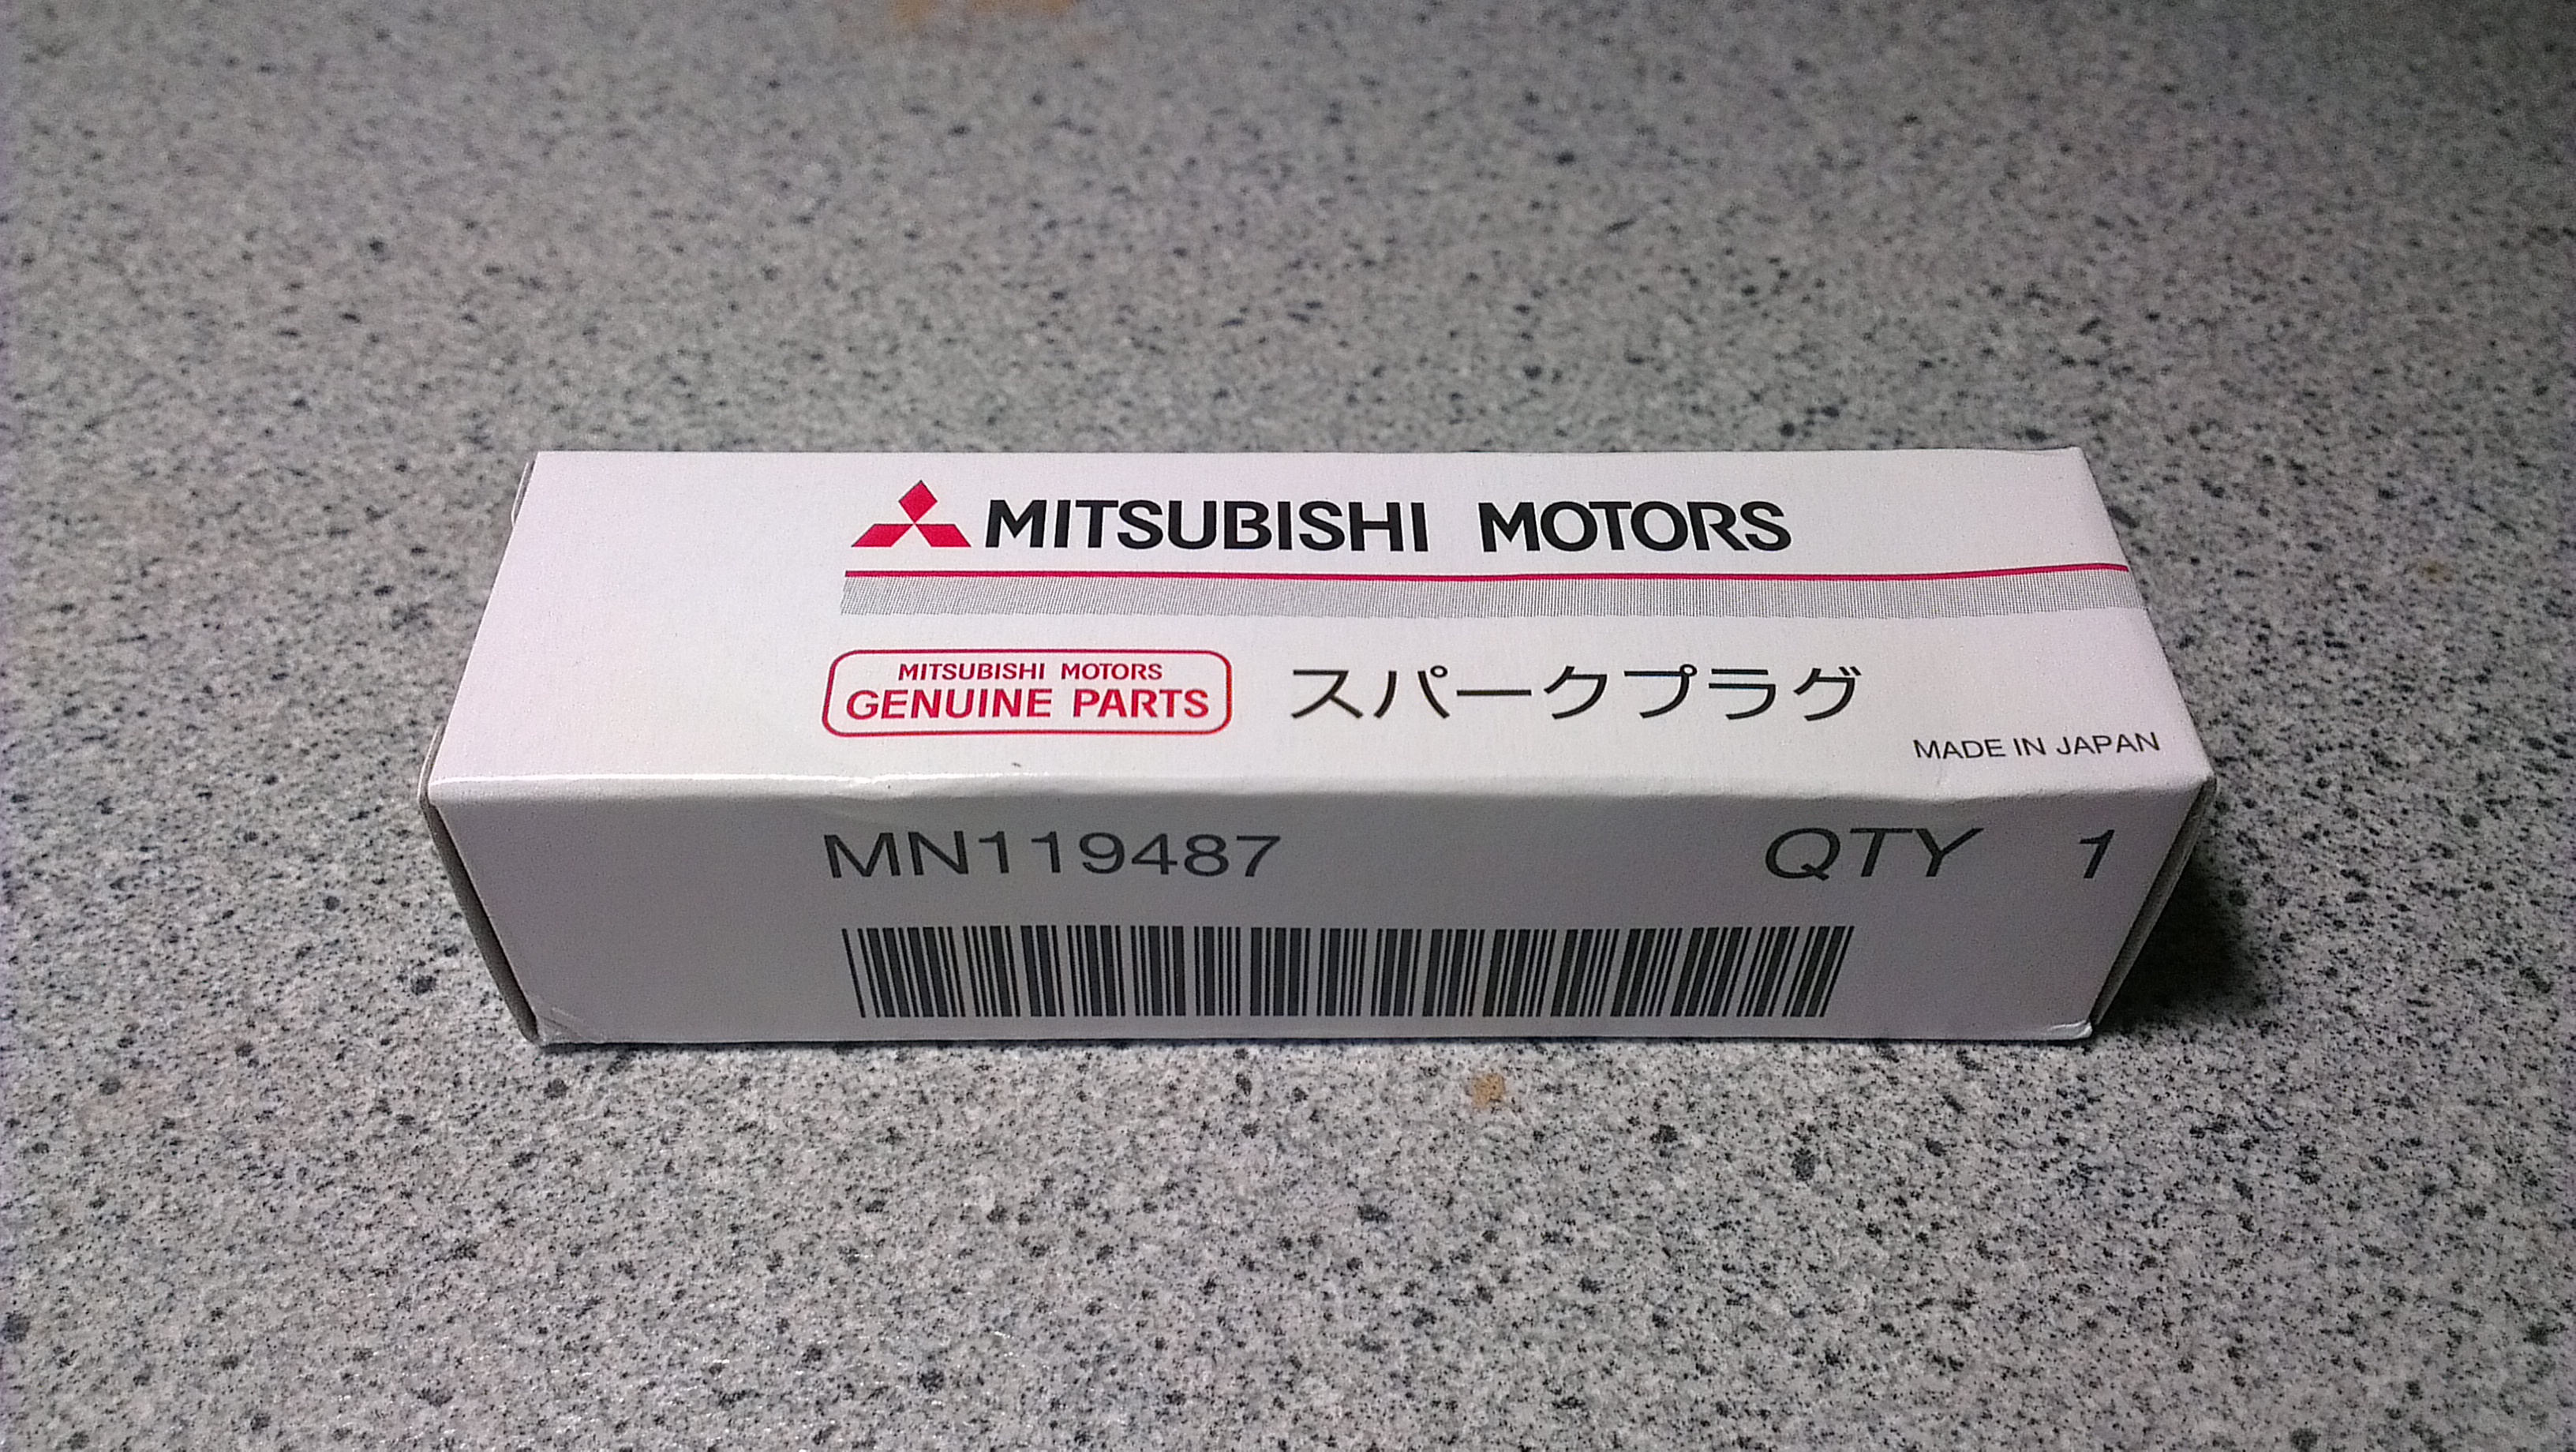 MITSUBISHI MOTORS
MITSUBISHI MOTORS
GENUINE PARTS
スパークプラグ
MADE IN JAPAN
MN119487 QTY 1